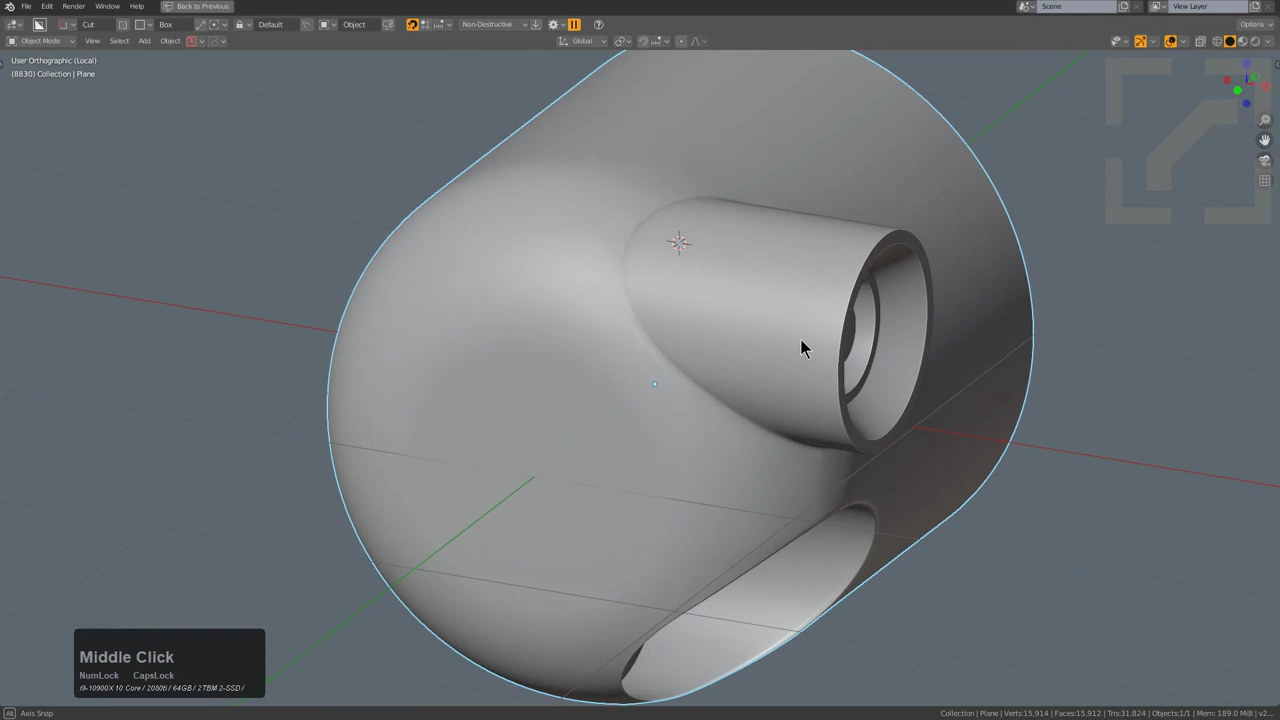 File Edit Render Window Help Back to Previous Scene View Layer
Cut Box Default Object Non-Destructive Options
Object Mode View Select Add Object Global
User Orthographic (Local)
(8830) Collection | Plane
Middle Click
NumLock CapsLock
i9-10900X 10 Core / 2080ti / 64GB / 2TBM.2-SSD /
Axis Snap Collection | Plane | Verts:15,914 | Faces:15,912 | Tris:31,824 | Objects:1/1 | Mem: 189.0 MiB | v2...